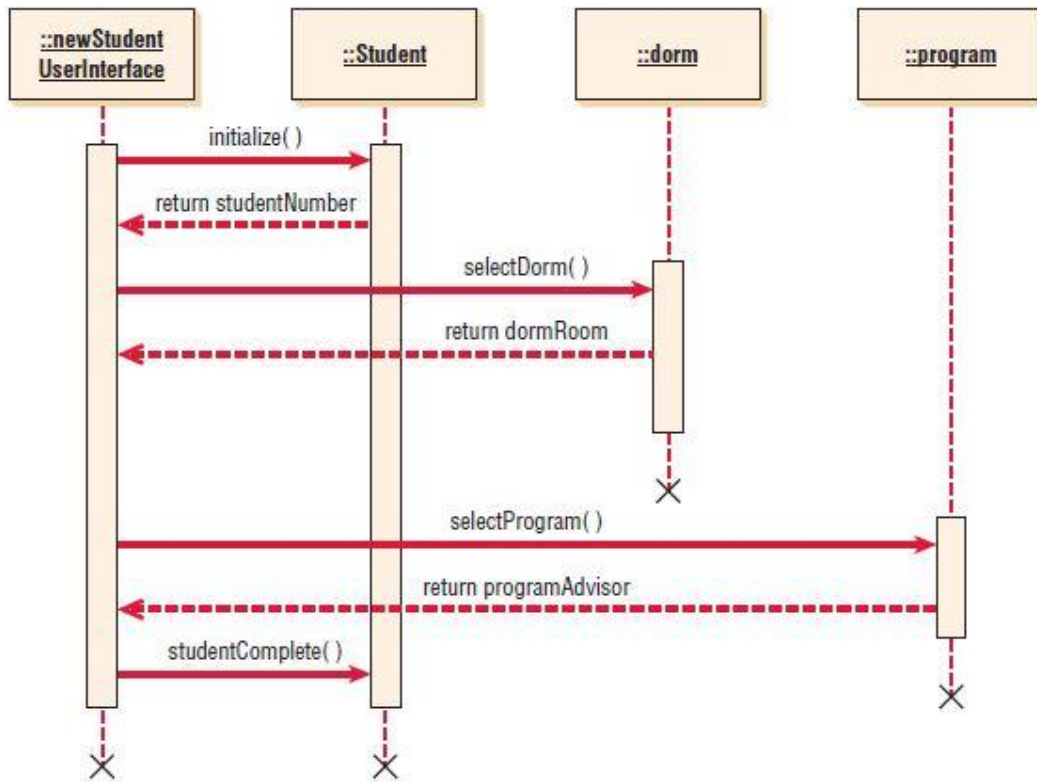 ::newStudent
UserInterface
::Student
::dorm
::program
initialize( )
return studentNumber
selectDorm( )
return dormRoom
selectProgram( )
return programAdvisor
studentComplete( )